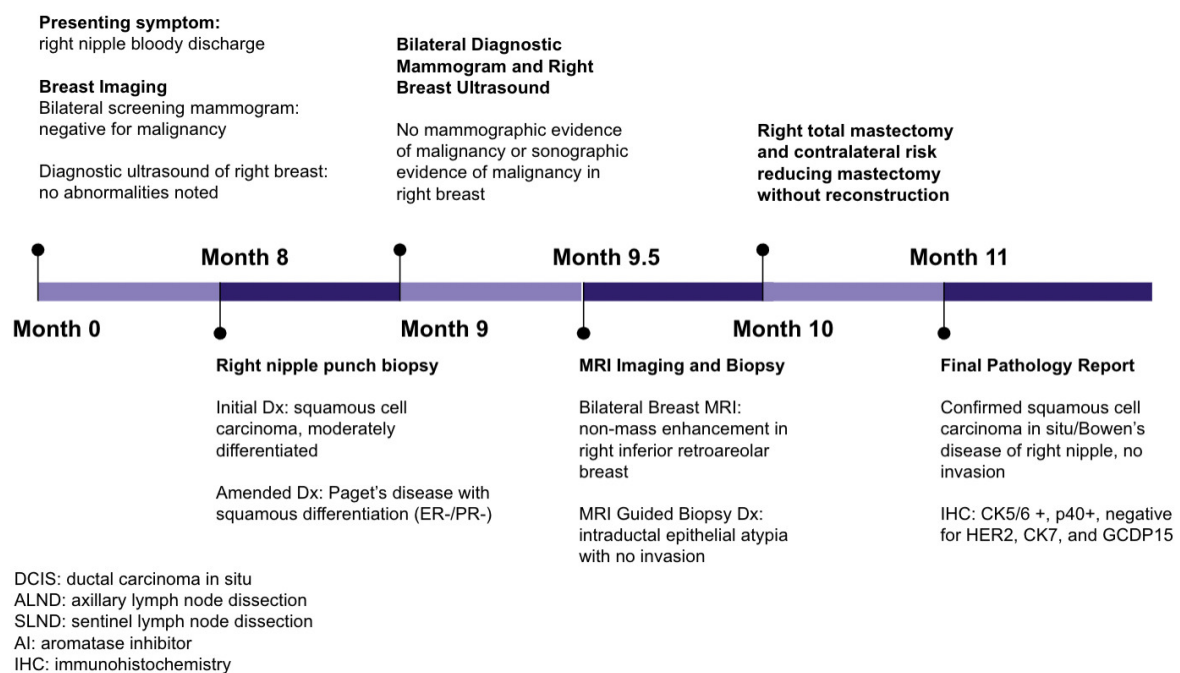 Presenting symptom:
right nipple bloody discharge
Breast Imaging
Bilateral screening mammogram:
negative for malignancy
Diagnostic ultrasound of right breast:
no abnormalities noted
Bilateral Diagnostic
Mammogram and Right
Breast Ultrasound
No mammographic evidence
of malignancy or sonographic
evidence of malignancy in
right breast
Right total mastectomy
and contralateral risk
reducing mastectomy
without reconstruction
Month 8
Month 9.5
Month 11
Month 0
Month 9
Month 10
Right nipple punch biopsy
Initial Dx: squamous cell
carcinoma, moderately
differentiated
Amended Dx: Paget's disease with
squamous differentiation (ER-/PR-)
MRI Imaging and Biopsy
Bilateral Breast MRI:
non-mass enhancement in
right inferior retroareolar
breast
MRI Guided Biopsy Dx:
intraductal epithelial atypia
with no invasion
Final Pathology Report
Confirmed squamous cell
carcinoma in situ/Bowen's
disease of right nipple, no
invasion
IHC: CK5/6 +, p40+, negative
for HER2, CK7, and GCDP15
DCIS: ductal carcinoma in situ
ALND: axillary lymph node dissection
SLND: sentinel lymph node dissection
AI: aromatase inhibitor
IHC: immunohistochemistry